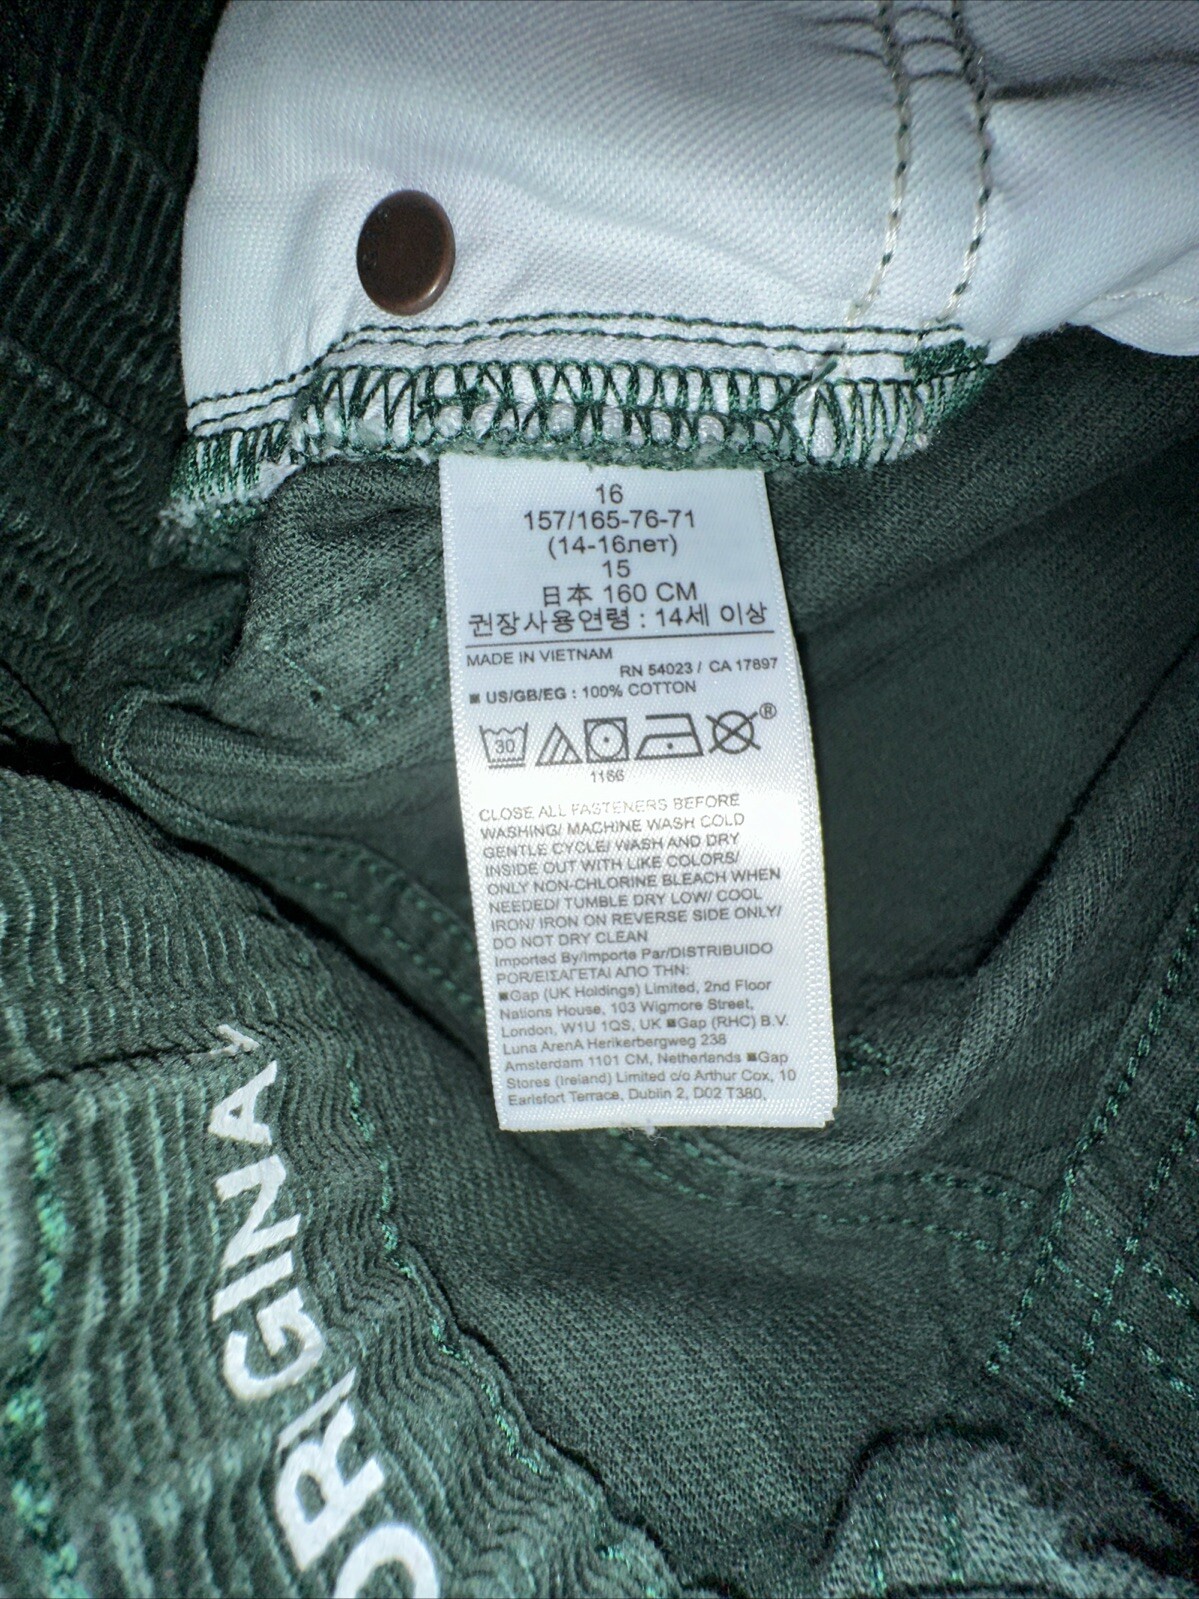 16
157/165-76-71
(14-16лет)
15
日本 160 CM
권장사용연령 : 14세 이상
MADE IN VIETNAM
RN 54023 / CA 17897
■ US/GB/EG : 100% COTTON
30
®
1166
CLOSE ALL FASTENERS BEFORE
WASHING/ MACHINE WASH COLD
GENTLE CYCLE/ WASH AND DRY
INSIDE OUT WITH LIKE COLORS/
ONLY NON-CHLORINE BLEACH WHEN
NEEDED/ TUMBLE DRY LOW/ COOL
IRON/ IRON ON REVERSE SIDE ONLY/
DO NOT DRY CLEAN
Imported By/Importe Par/DISTRIBUIDO
POR/ΕΙΣΑΓΕΤΑΙ ΑΠΟ ΤΗΝ:
■Gap (UK Holdings) Limited, 2nd Floor
Nations House, 103 Wigmore Street,
London, W1U 1QS, UK ■Gap (RHC) B.V.
Luna ArenA Herikerbergweg 238
Amsterdam 1101 CM, Netherlands ■Gap
Stores (Ireland) Limited c/o Arthur Cox, 10
Earlsfort Terrace, Dublin 2, D02 T380,
ORIGINA